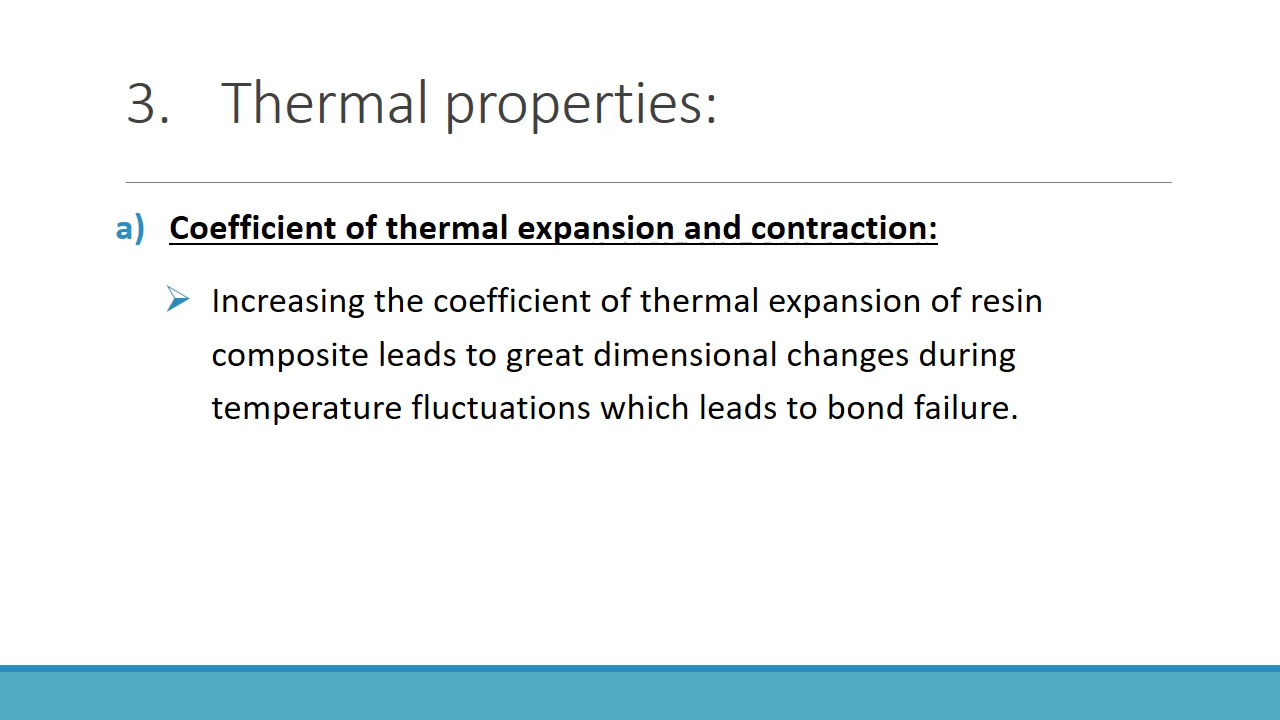 3. Thermal properties:
a) Coefficient of thermal expansion and contraction:
Increasing the coefficient of thermal expansion of resin
composite leads to great dimensional changes during
temperature fluctuations which leads to bond failure.